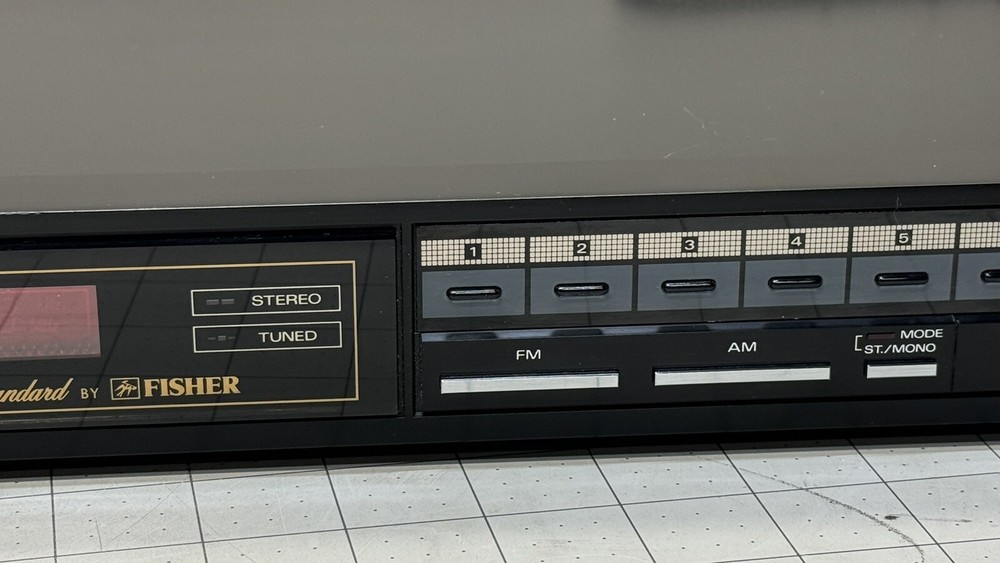 1 2 3 4 5
STEREO
TUNED
FM AM MODE
ST./MONO
BY FISHER